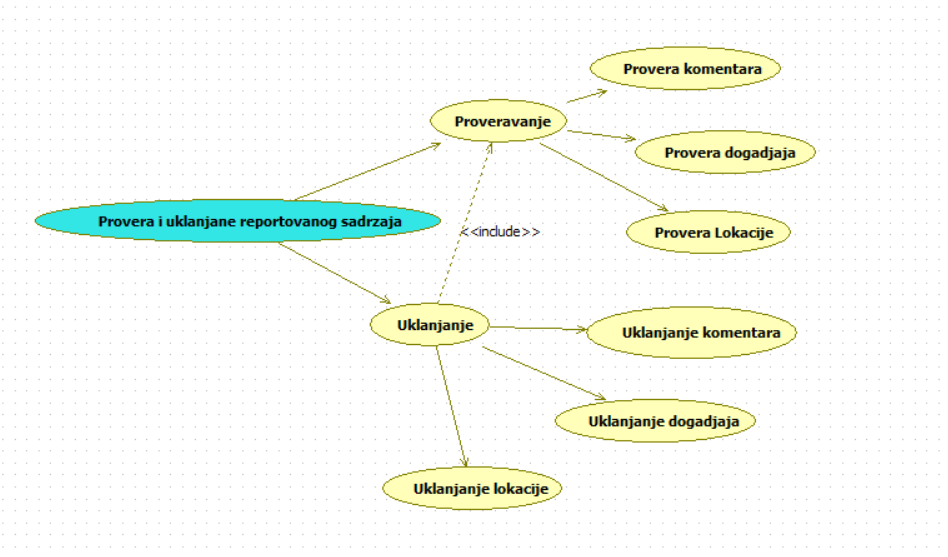 Provera komentara
Proveravanje
Provera dogadjaja
Provera i uklanjane reportovanog sadrzaja
<<include>>
Provera Lokacije
Uklanjanje
Uklanjanje komentara
Uklanjanje dogadjaja
Uklanjanje lokacije